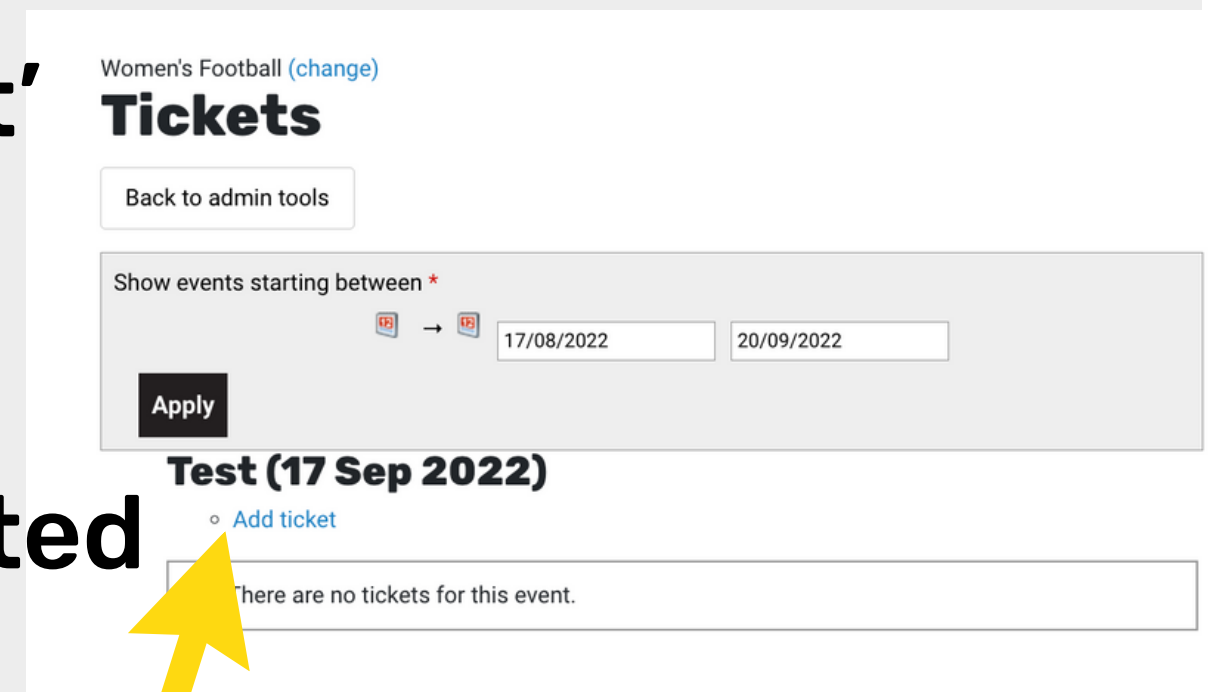 Women's Football (change)
Tickets
Back to admin tools
Show events starting between *
→ 17/08/2022 20/09/2022
Apply
Test (17 Sep 2022)
Add ticket
There are no tickets for this event.